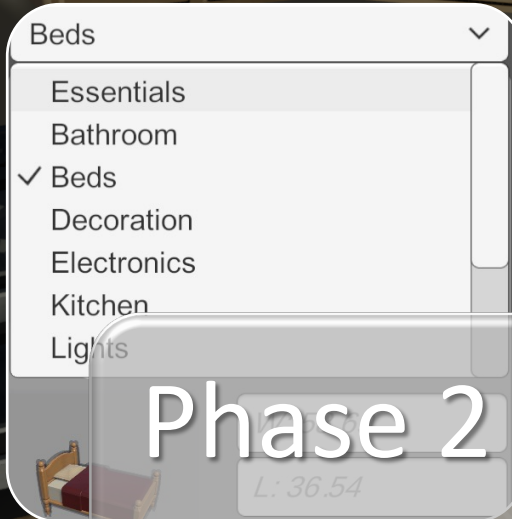 Beds
Essentials
Bathroom
Beds
Decoration
Electronics
Kitchen
Lights
Phase 2
L: 36.54